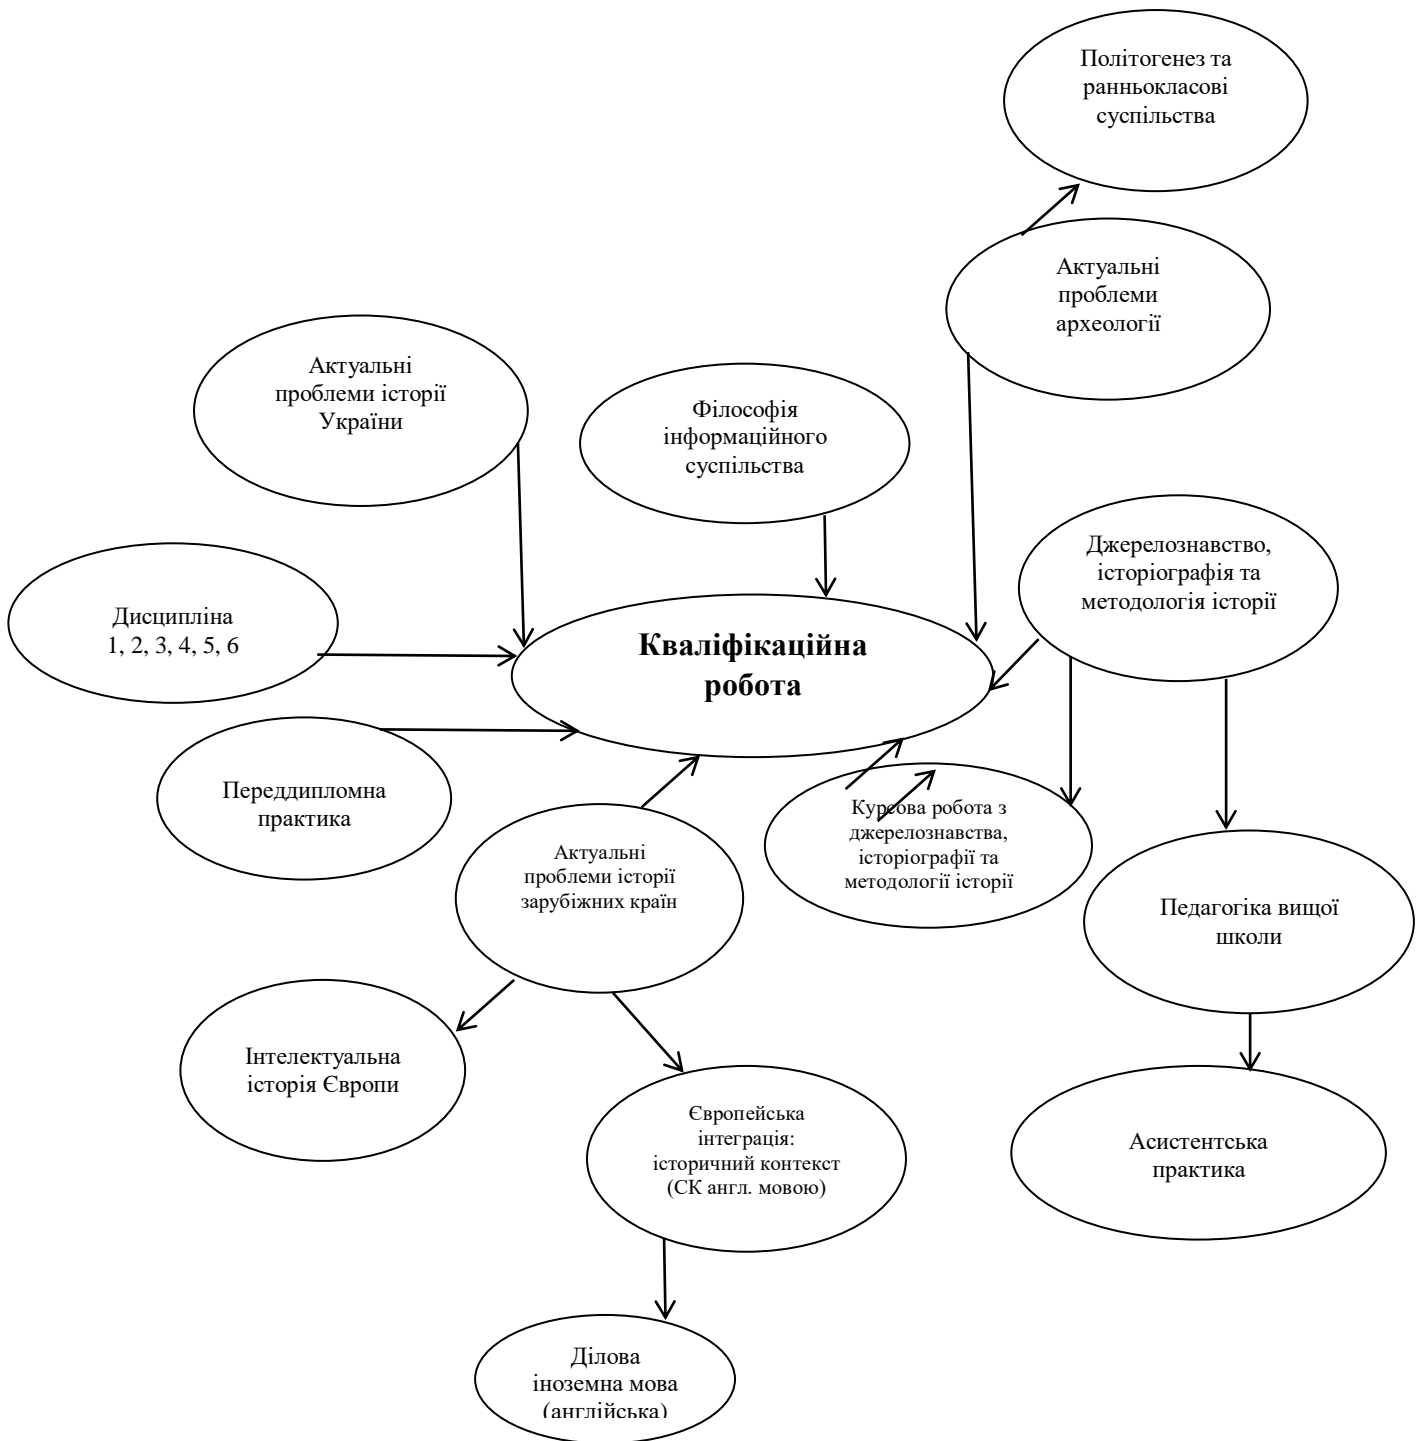 Політогенез та
ранньокласові
суспільства
Актуальні
проблеми
археології
Актуальні
проблеми історії
України
Філософія
інформаційного
суспільства
Джерелознавство,
історіографія та
методологія історії
Дисципліна
1, 2, 3, 4, 5, 6
Кваліфікаційна
робота
Переддипломна
практика
Курсова робота з
джерелознавства,
історіографії та
методології історії
Актуальні
проблеми історії
зарубіжних країн
Педагогіка вищої
школи
Інтелектуальна
історія Європи
Європейська
інтеграція:
історичний контекст
(СК англ. мовою)
Асистентська
практика
Ділова
іноземна мова
(англійська)